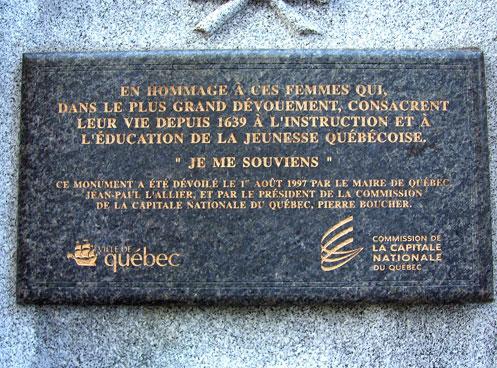 EN HOMMAGE À CES FEMMES QUI,
DANS LE PLUS GRAND DÉVOUEMENT, CONSACRENT
LEUR VIE DEPUIS 1639 À L'INSTRUCTION ET À
L'ÉDUCATION DE LA JEUNESSE QUÉBÉCOISE.
" JE ME SOUVIENS "
CE MONUMENT A ÉTÉ DÉVOILÉ LE 1er AOÛT 1997 PAR LE MAIRE DE QUÉBEC,
JEAN-PAUL L'ALLIER, ET PAR LE PRÉSIDENT DE LA COMMISSION
DE LA CAPITALE NATIONALE DU QUÉBEC, PIERRE BOUCHER.
VILLE DE
québec
COMMISSION DE
LA CAPITALE
NATIONALE
DU QUÉBEC